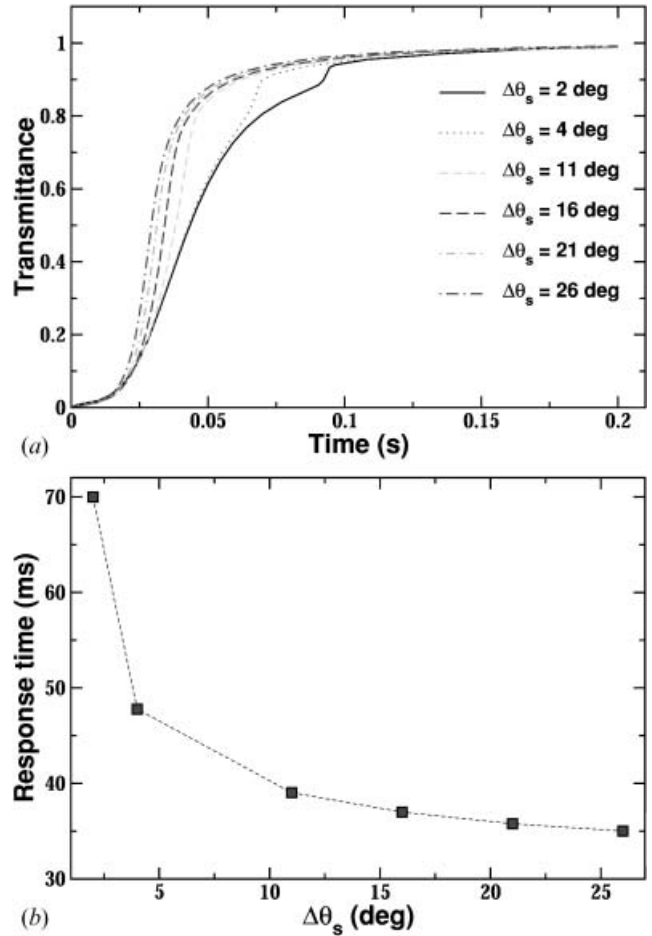 1
0.8
0.6
0.4
0.2
0
Transmittance
Δθs = 2 deg
Δθs = 4 deg
Δθs = 11 deg
Δθs = 16 deg
Δθs = 21 deg
Δθs = 26 deg
0 0.05 0.1 0.15 0.2
(a) Time (s)
70
60
50
40
30
Response time (ms)
5 10 15 20 25
(b) Δθs (deg)